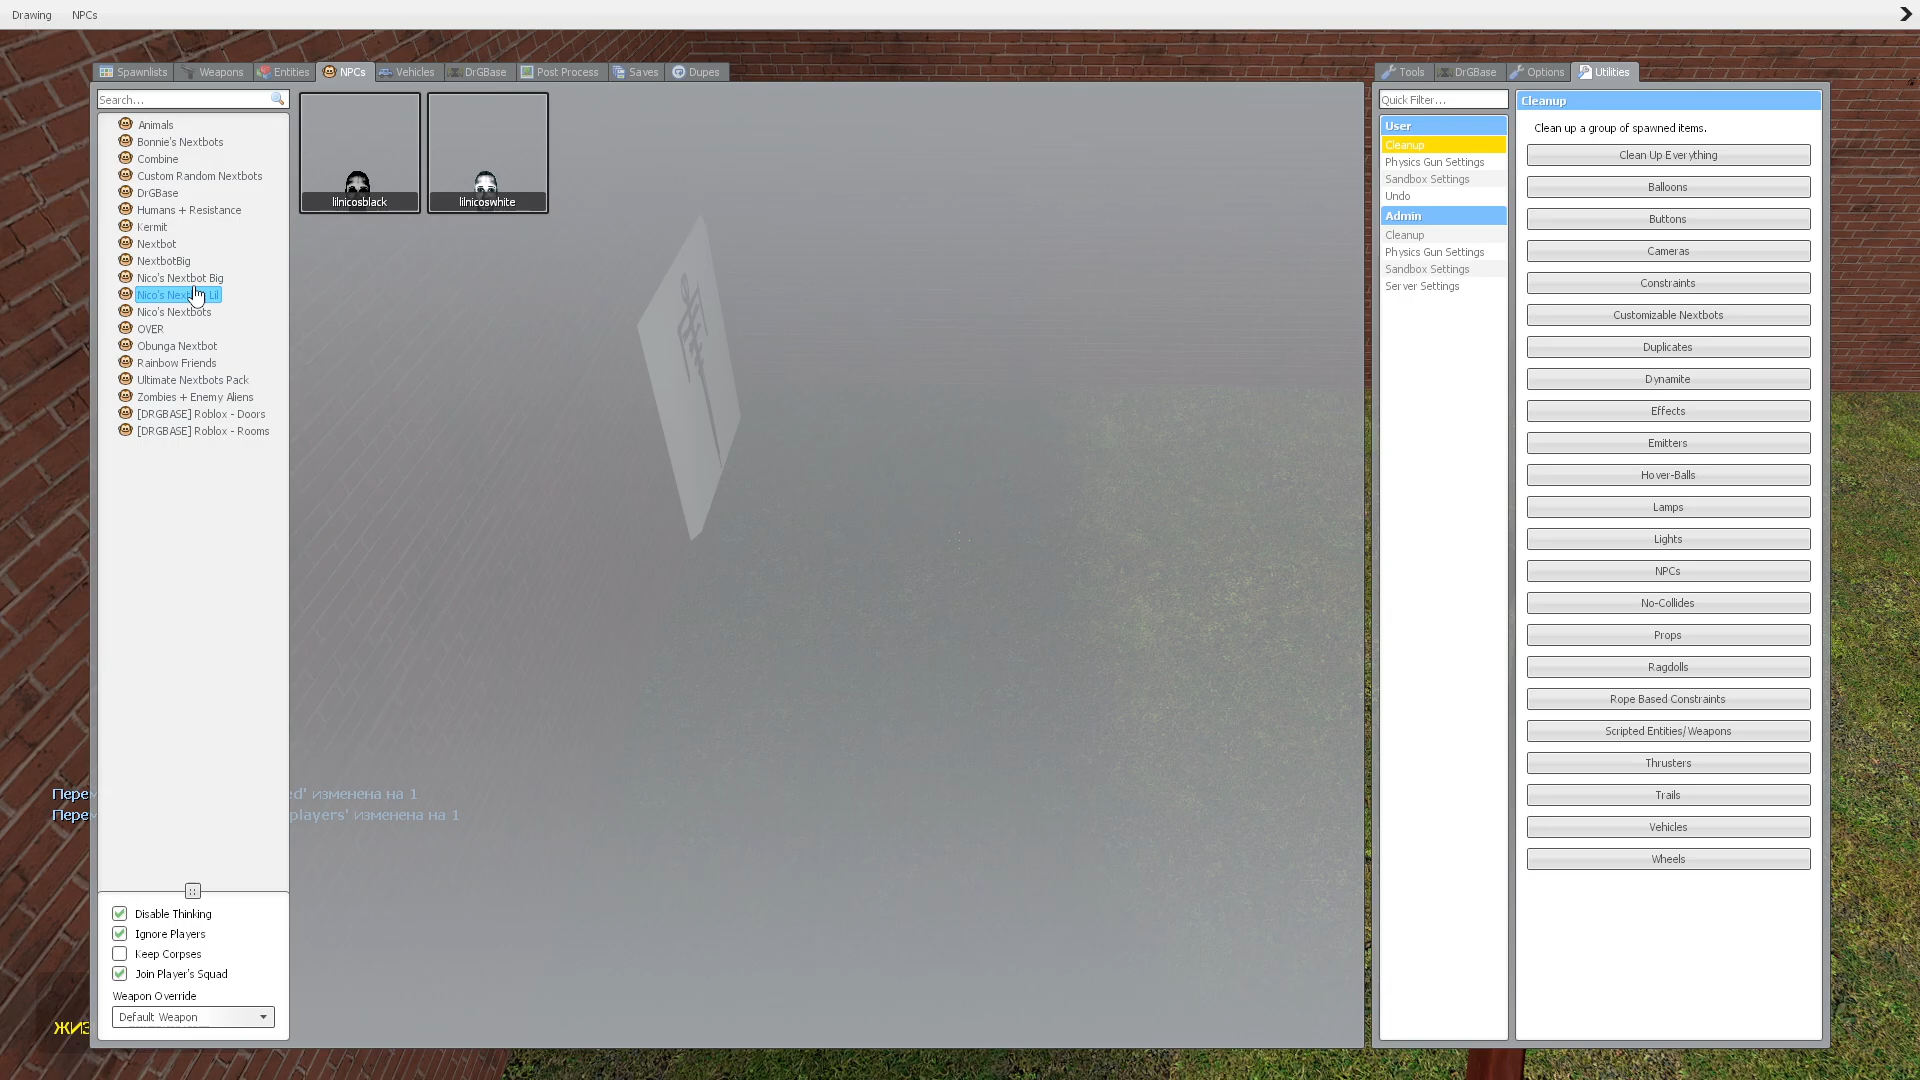 Drawing NPCs
Spawnlists Weapons Entities NPCs Vehicles DrGBase Post Process Saves Dupes
Search...
Animals
Bonnie's Nextbots
Combine
Custom Random Nextbots
DrGBase
Humans + Resistance
Kermit
Nextbot
NextbotBig
Nico's Nextbot Big
Nico's Lil
Nico's Nextbots
OVER
Obunga Nextbot
Rainbow Friends
Ultimate Nextbots Pack
Zombies + Enemy Aliens
[DRGBASE] Roblox - Doors
[DRGBASE] Roblox - Rooms
lilnicosblack
lilnicoswhite
изменена на 1
players' изменена на 1
Disable Thinking
Ignore Players
Keep Corpses
Join Player's Squad
Weapon Override
Default Weapon
Tools DrGBase Options Utilities
Quick Filter...
User
Cleanup
Physics Gun Settings
Sandbox Settings
Undo
Admin
Cleanup
Physics Gun Settings
Sandbox Settings
Server Settings
Cleanup
Clean up a group of spawned items.
Clean Up Everything
Balloons
Buttons
Cameras
Constraints
Customizable Nextbots
Duplicates
Dynamite
Effects
Emitters
Hover-Balls
Lamps
Lights
NPCs
No-Collides
Props
Ragdolls
Rope Based Constraints
Scripted Entities/Weapons
Thrusters
Trails
Vehicles
Wheels